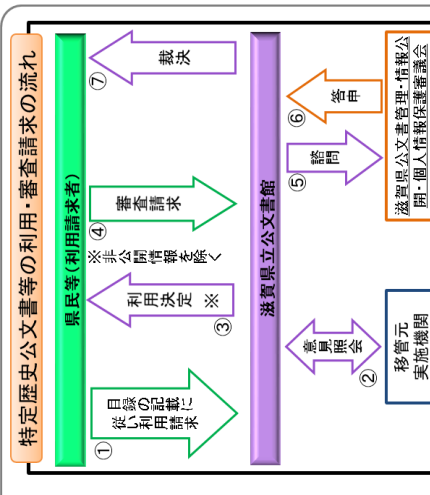 特定歴史公文書等の利用・審査請求の流れ
県民等(利用請求者)
①
目録の記載に
従い利用請求
②
意見照会
③
利用決定 ※
※非公開情報を除く
④
審査請求
⑤
諮問
⑥
答申
⑦
裁決
滋賀県立公文書館
移管元
実施機関
滋賀県公文書管理・情報公
開・個人情報保護審議会